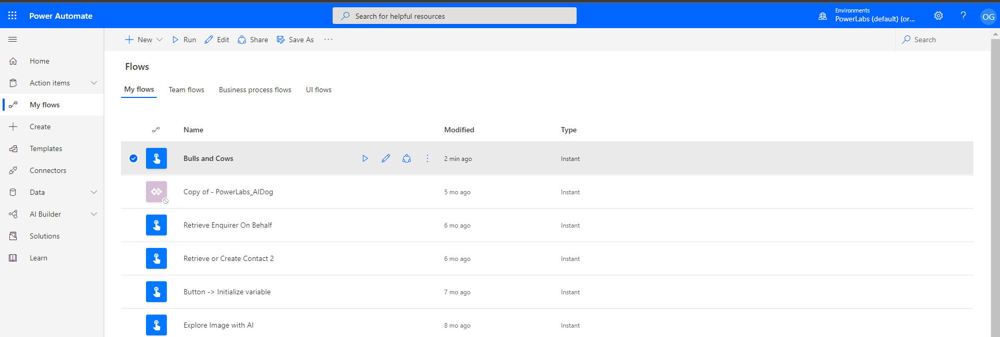 Power Automate
Search for helpful resources
Environments
PowerLabs (default) (or...
OG
New
Run
Edit
Share
Save As
Search
Home
Action items
My flows
Create
Templates
Connectors
Data
AI Builder
Solutions
Learn
Flows
My flows
Team flows
Business process flows
UI flows
Name Modified Type
Bulls and Cows 2 min ago Instant
Copy of - PowerLabs_AIDog 5 mo ago Instant
Retrieve Enquirer On Behalf 6 mo ago Instant
Retrieve or Create Contact 2 6 mo ago Instant
Button -> Initialize variable 7 mo ago Instant
Explore Image with AI 8 mo ago Instant